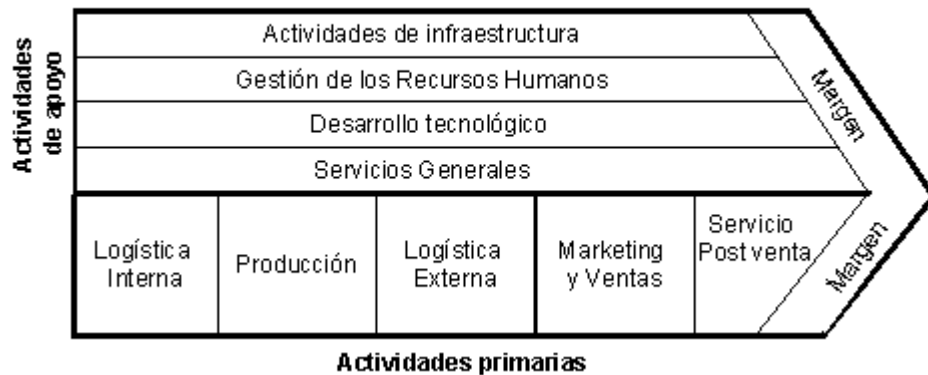 Actividades
de apoyo
Actividades de infraestructura
Gestión de los Recursos Humanos
Desarrollo tecnológico
Servicios Generales
Margen
Logística
Interna
Producción
Logística
Externa
Marketing
y Ventas
Servicio
Post venta
Margen
Actividades primarias